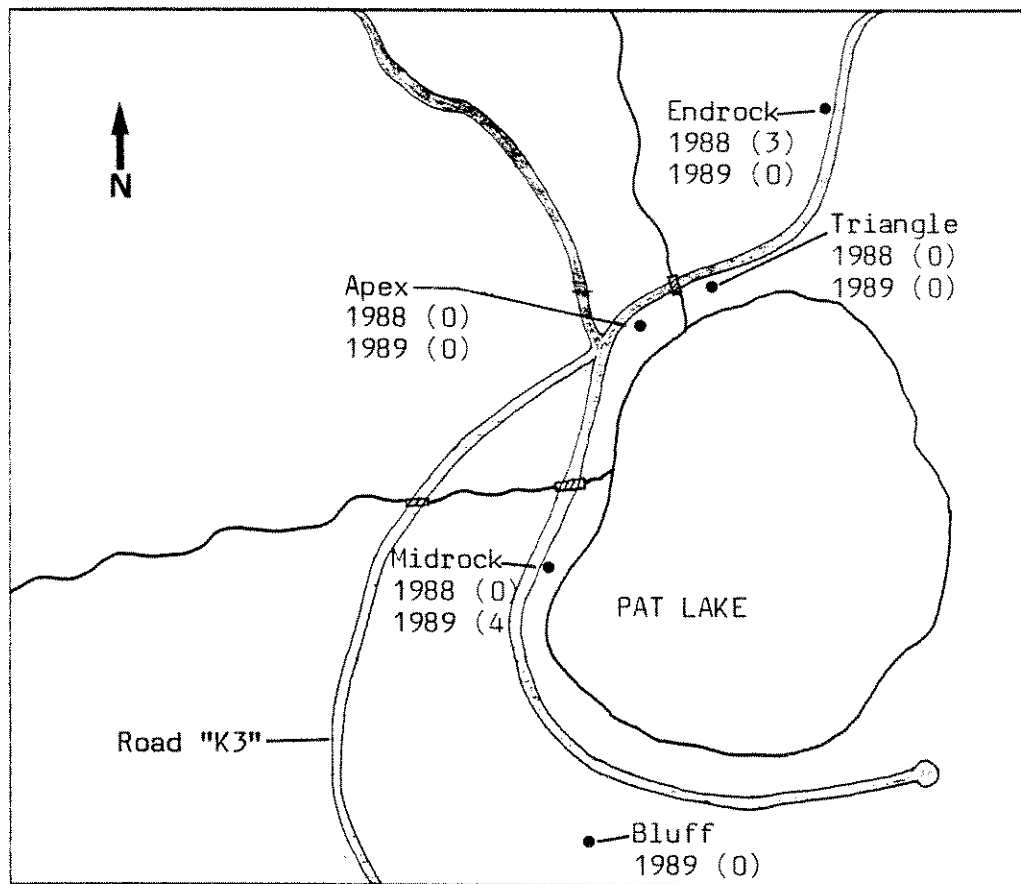 Endrock
1988 (3)
1989 (0)
N
Triangle
1988 (0)
1989 (0)
Apex
1988 (0)
1989 (0)
Midrock
1988 (0)
1989 (4
PAT LAKE
Road "K3"
Bluff
1989 (0)